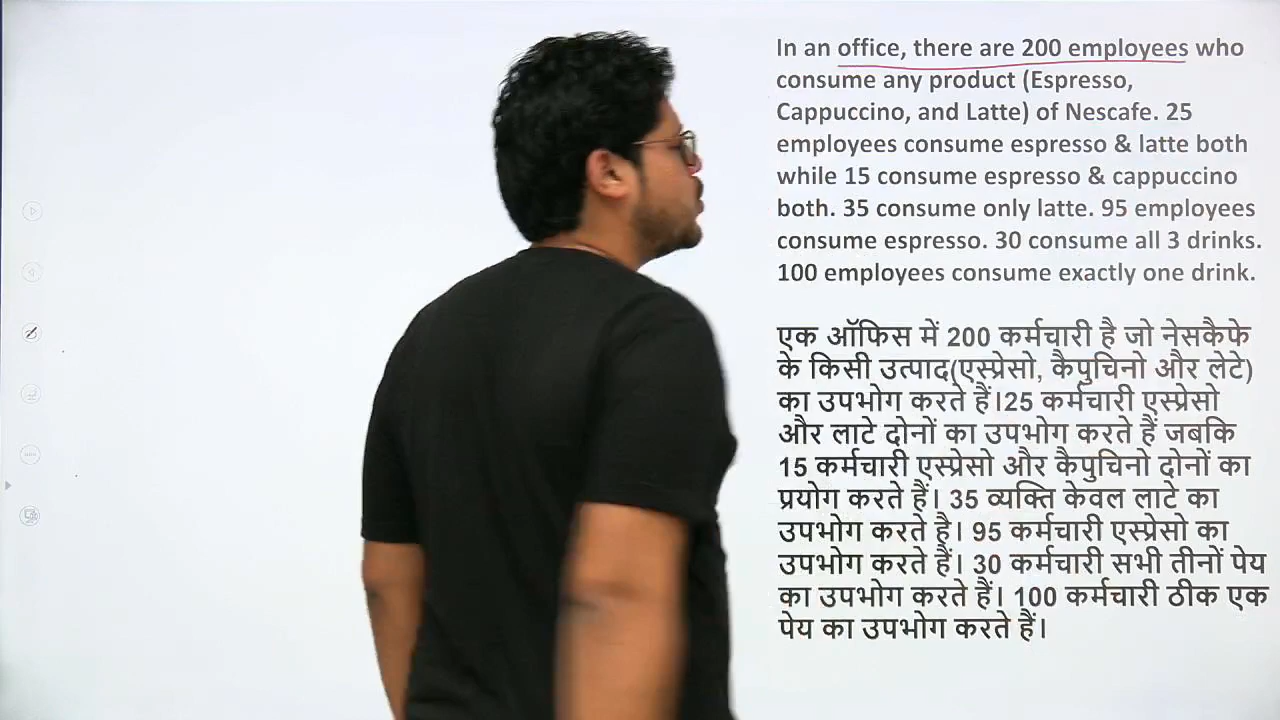 In an office, there are 200 employees who
consume any product (Espresso,
Cappuccino, and Latte) of Nescafe. 25
employees consume espresso & latte both
while 15 consume espresso & cappuccino
both. 35 consume only latte. 95 employees
consume espresso. 30 consume all 3 drinks.
100 employees consume exactly one drink.
एक ऑफिस में 200 कर्मचारी है जो नेसकैफे
के किसी उत्पाद(एस्प्रेसो, कैपुचिनो और लेटे)
का उपभोग करते हैं।25 कर्मचारी एस्प्रेसो
और लाटे दोनों का उपभोग करते हैं जबकि
15 कर्मचारी एस्प्रेसो और कैपुचिनो दोनों का
प्रयोग करते हैं। 35 व्यक्ति केवल लाटे का
उपभोग करते है। 95 कर्मचारी एस्प्रेसो का
उपभोग करते हैं। 30 कर्मचारी सभी तीनों पेय
का उपभोग करते हैं। 100 कर्मचारी ठीक एक
पेय का उपभोग करते हैं।